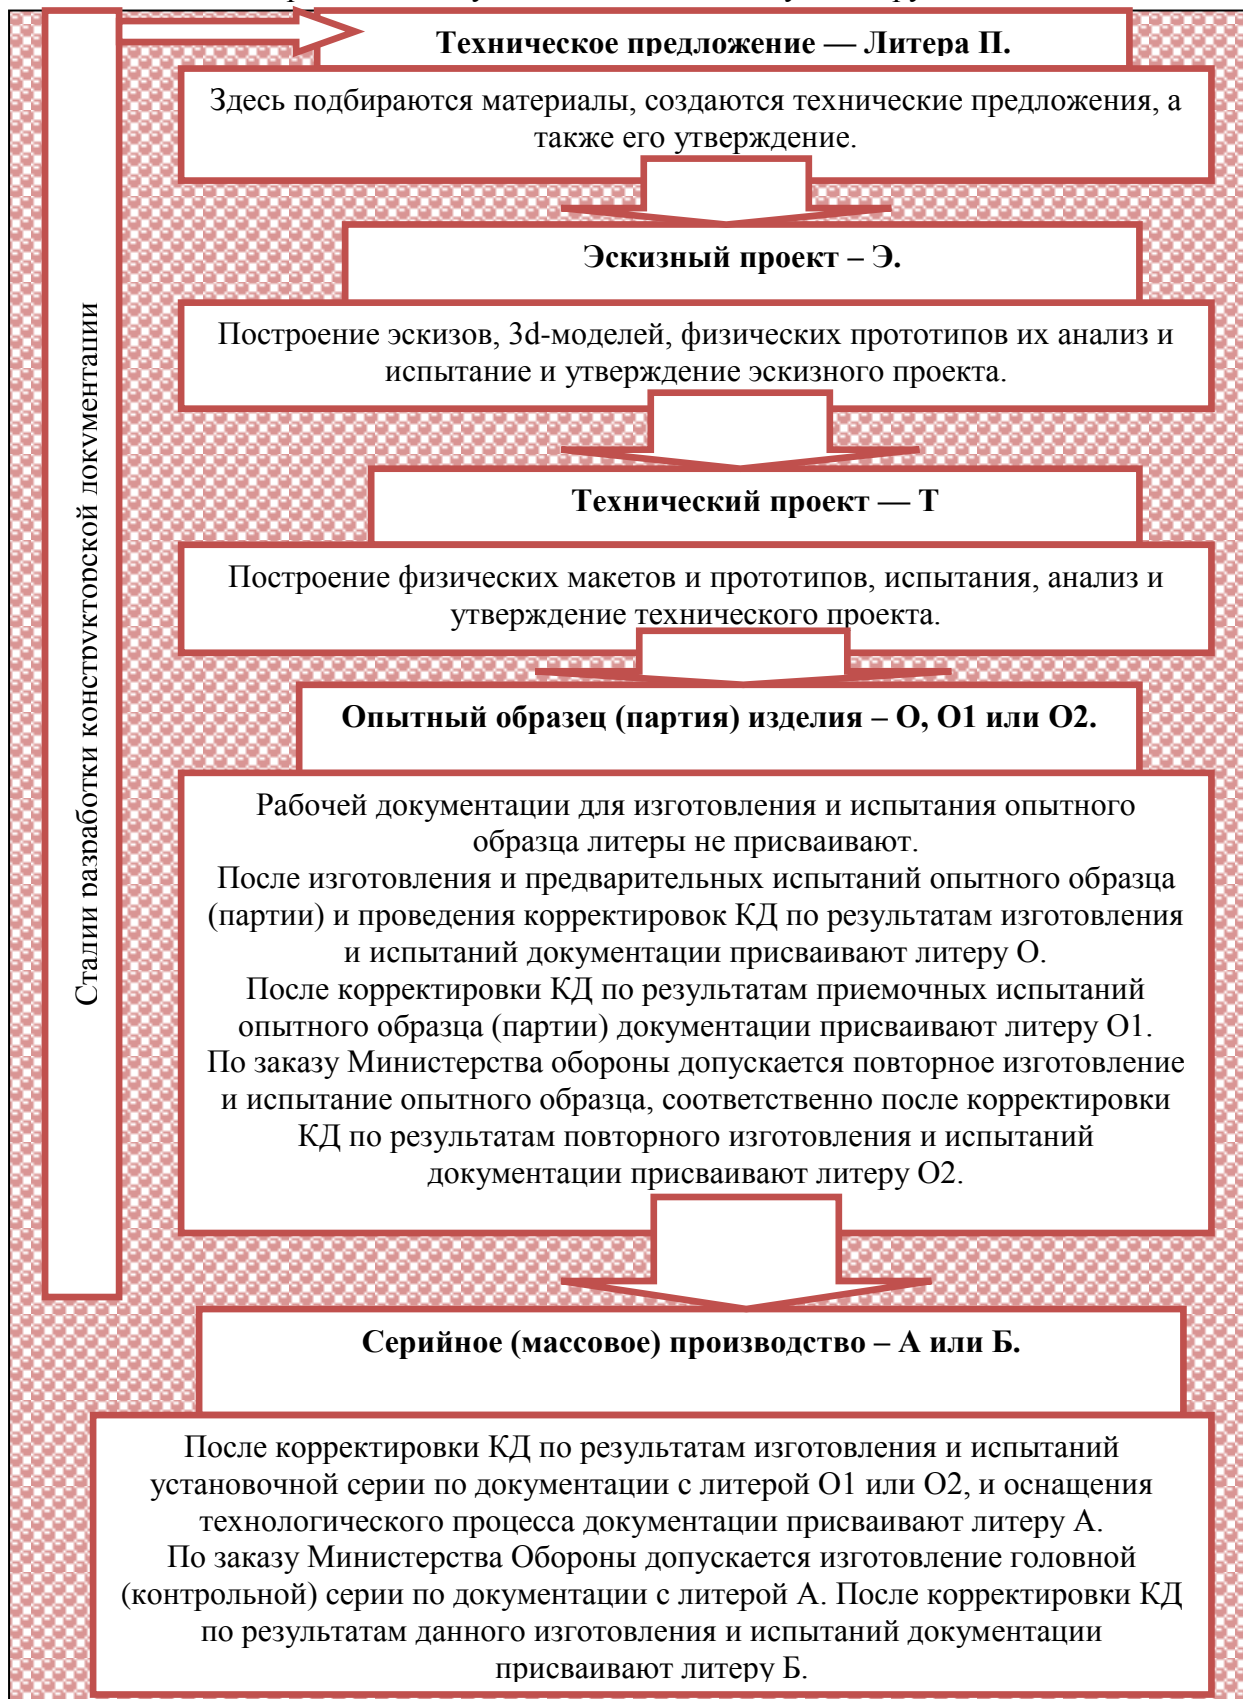 Техническое предложение — Литера П.
Здесь подбираются материалы, создаются технические предложения, а
также его утверждение.
Эскизный проект – Э.
Построение эскизов, 3d-моделей, физических прототипов их анализ и
испытание и утверждение эскизного проекта.
Технический проект — Т
Построение физических макетов и прототипов, испытания, анализ и
утверждение технического проекта.
Опытный образец (партия) изделия – О, О1 или О2.
Рабочей документации для изготовления и испытания опытного
образца литеры не присваивают.
После изготовления и предварительных испытаний опытного образца
(партии) и проведения корректировок КД по результатам изготовления
и испытаний документации присваивают литеру О.
После корректировки КД по результатам приемочных испытаний
опытного образца (партии) документации присваивают литеру О1.
По заказу Министерства обороны допускается повторное изготовление
и испытание опытного образца, соответственно после корректировки
КД по результатам повторного изготовления и испытаний
документации присваивают литеру О2.
Серийное (массовое) производство – А или Б.
После корректировки КД по результатам изготовления и испытаний
установочной серии по документации с литерой О1 или О2, и оснащения
технологического процесса документации присваивают литеру А.
По заказу Министерства Обороны допускается изготовление головной
(контрольной) серии по документации с литерой А. После корректировки КД
по результатам данного изготовления и испытаний документации
присваивают литеру Б.
Стадии разработки конструкторской документации